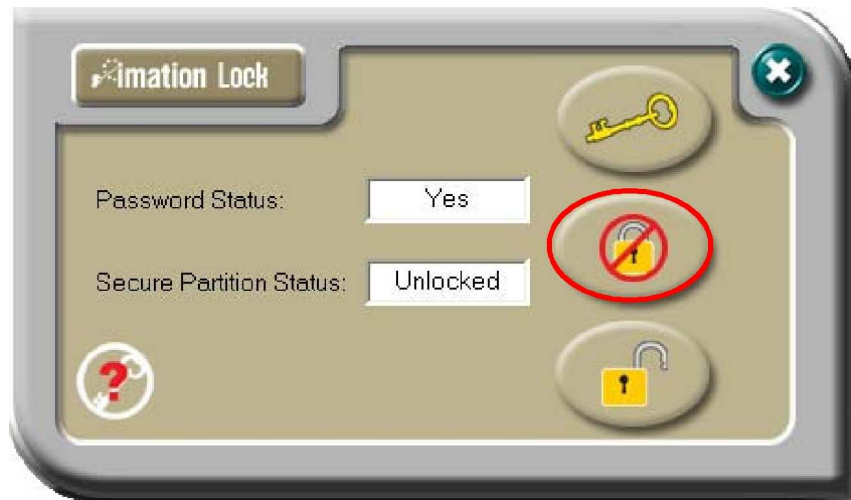 imation Lock
Password Status: Yes
Secure Partition Status: Unlocked
?